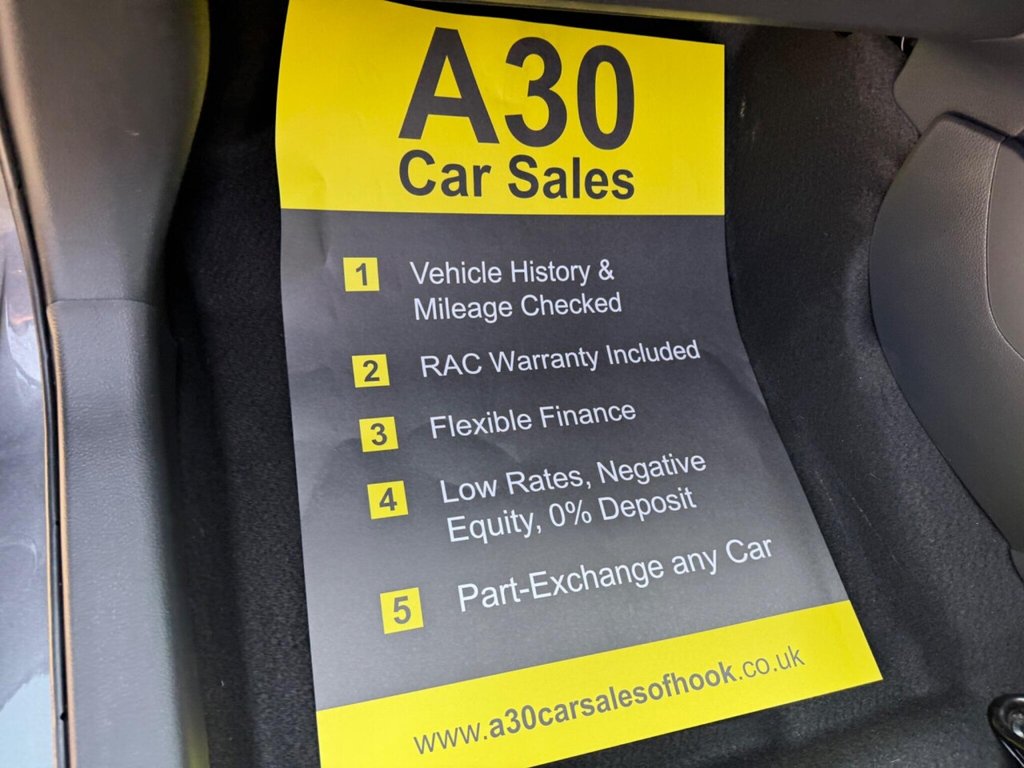 A30
Car Sales
1 Vehicle History &
Mileage Checked
2 RAC Warranty Included
3 Flexible Finance
4 Low Rates, Negative
Equity, 0% Deposit
5 Part-Exchange any Car
www.a30carsalesofhook.co.uk